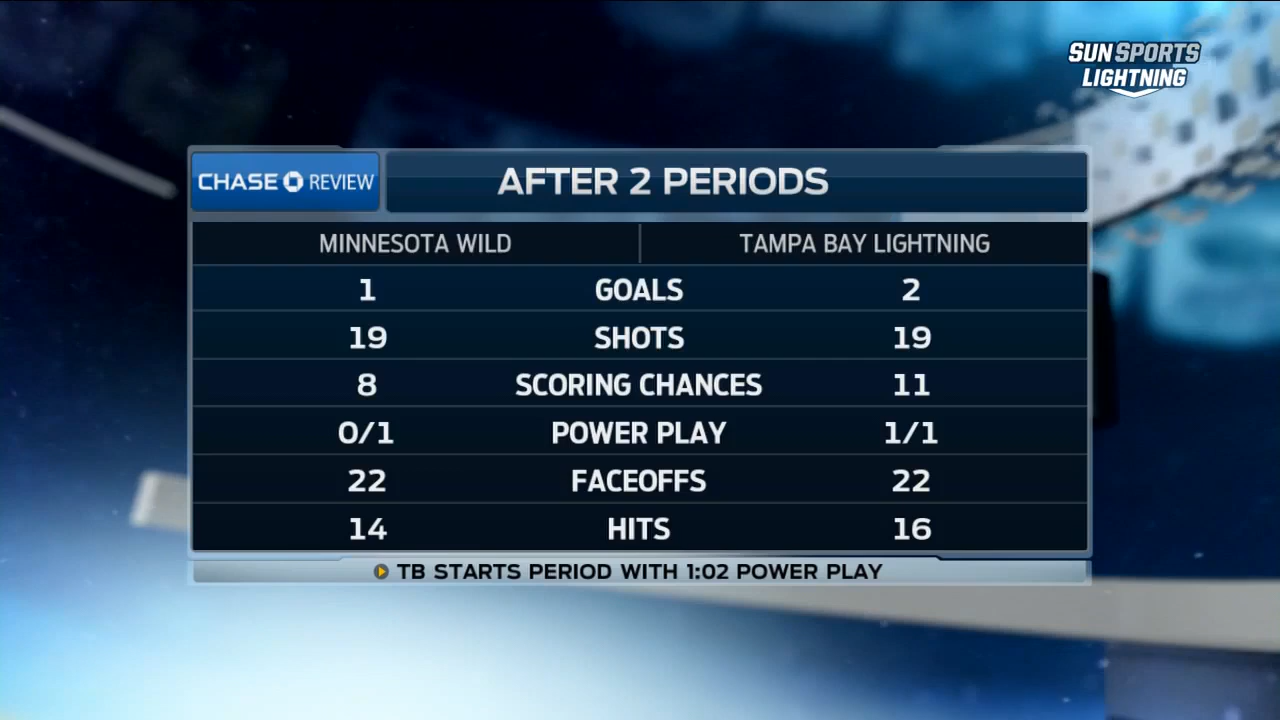 SUN SPORTS
LIGHTNING
CHASE REVIEW AFTER 2 PERIODS
MINNESOTA WILD TAMPA BAY LIGHTNING
1 GOALS 2
19 SHOTS 19
8 SCORING CHANCES 11
0/1 POWER PLAY 1/1
22 FACEOFFS 22
14 HITS 16
TB STARTS PERIOD WITH 1:02 POWER PLAY